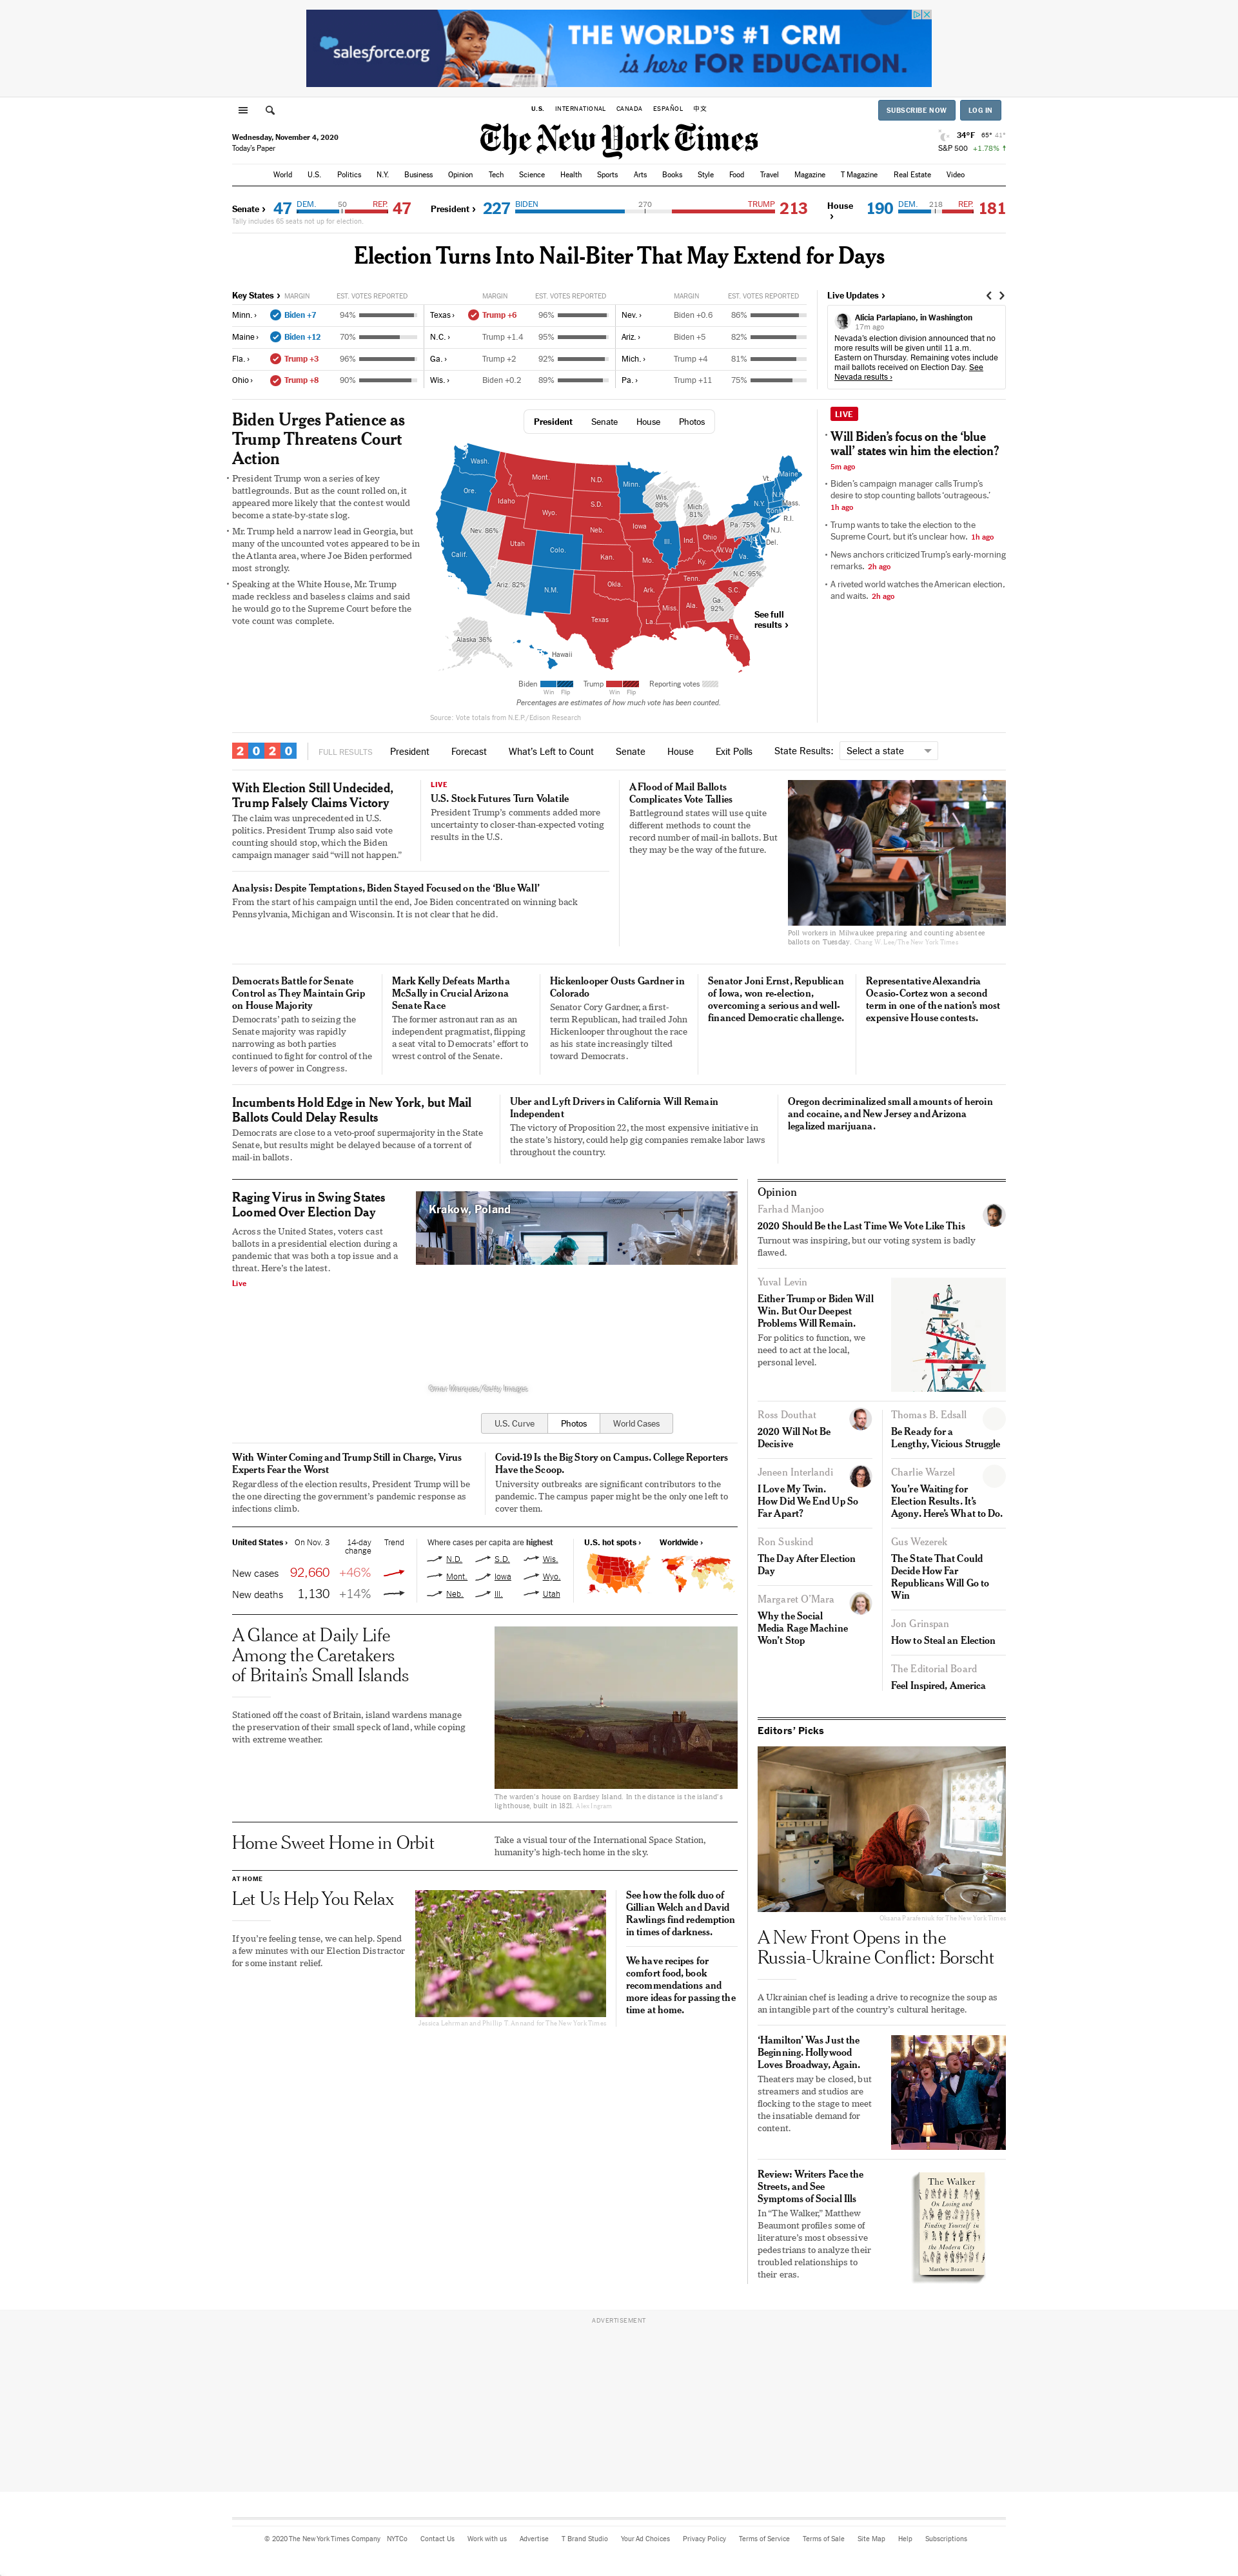 salesforce.org
THE WORLD'S #1 CRM
is here FOR EDUCATION.
U.S. INTERNATIONAL CANADA ESPAÑOL 中文
SUBSCRIBE NOW LOG IN
Wednesday, November 4, 2020
Today's Paper
The New York Times
34°F 65° 41°
S&P 500 +1.78% ↑
World U.S. Politics N.Y. Business Opinion Tech Science Health Sports Arts Books Style Food Travel Magazine T Magazine Real Estate Video
Senate › 47 DEM. 50 REP. 47
Tally includes 65 seats not up for election.
President › 227 BIDEN 270 TRUMP 213
House › 190 DEM. 218 REP. 181
Election Turns Into Nail-Biter That May Extend for Days
Key States › MARGIN EST. VOTES REPORTED MARGIN EST. VOTES REPORTED MARGIN EST. VOTES REPORTED
Minn. › Biden +7 94% Texas › Trump +6 96% Nev. › Biden +0.6 86%
Maine › Biden +12 70% N.C. › Trump +1.4 95% Ariz. › Biden +5 82%
Fla. › Trump +3 96% Ga. › Trump +2 92% Mich. › Trump +4 81%
Ohio › Trump +8 90% Wis. › Biden +0.2 89% Pa. › Trump +11 75%
Live Updates ›
Alicia Parlapiano, in Washington
17m ago
Nevada's election division announced that no
more results will be given until 11 a.m.
Eastern on Thursday. Remaining votes include
mail ballots received on Election Day. See
Nevada results ›
Biden Urges Patience as
Trump Threatens Court
Action
President Trump won a series of key
battlegrounds. But as the count rolled on, it
appeared more likely that the contest would
become a state-by-state slog.
Mr. Trump held a narrow lead in Georgia, but
many of the uncounted votes appeared to be in
the Atlanta area, where Joe Biden performed
most strongly.
Speaking at the White House, Mr. Trump
made reckless and baseless claims and said
he would go to the Supreme Court before the
vote count was complete.
President Senate House Photos
Wash.
Ore.
Calif.
Nev. 86%
Idaho
Mont.
Wyo.
Utah
Ariz. 82%
Colo.
N.M.
N.D.
S.D.
Neb.
Kan.
Okla.
Texas
Minn.
Iowa
Mo.
Ark.
La.
Wis.
89%
Ill.
Mich.
81%
Ind.
Ohio
Ky.
Tenn.
Miss.
Ala.
Ga.
92%
Fla.
S.C.
N.C. 95%
Va.
W.Va.
Pa. 75%
N.Y.
Vt.
N.H.
Maine
Mass.
Conn.
R.I.
N.J.
Del.
Alaska 36%
Hawaii
See full
results ›
Biden Win Flip Trump Win Flip Reporting votes
Percentages are estimates of how much vote has been counted.
Source: Vote totals from N.E.P./Edison Research
LIVE
Will Biden's focus on the ‘blue
wall’ states win him the election?
5m ago
Biden's campaign manager calls Trump's
desire to stop counting ballots ‘outrageous.’
1h ago
Trump wants to take the election to the
Supreme Court, but it's unclear how. 1h ago
News anchors criticized Trump's early-morning
remarks. 2h ago
A riveted world watches the American election,
and waits. 2h ago
2020 FULL RESULTS President Forecast What's Left to Count Senate House Exit Polls State Results: Select a state
With Election Still Undecided,
Trump Falsely Claims Victory
The claim was unprecedented in U.S.
politics. President Trump also said vote
counting should stop, which the Biden
campaign manager said “will not happen.”
LIVE
U.S. Stock Futures Turn Volatile
President Trump's comments added more
uncertainty to closer-than-expected voting
results in the U.S.
Analysis: Despite Temptations, Biden Stayed Focused on the ‘Blue Wall’
From the start of his campaign until the end, Joe Biden concentrated on winning back
Pennsylvania, Michigan and Wisconsin. It is not clear that he did.
A Flood of Mail Ballots
Complicates Vote Tallies
Battleground states will use quite
different methods to count the
record number of mail-in ballots. But
they may be the way of the future.
Poll workers in Milwaukee preparing and counting absentee
ballots on Tuesday. Chang W. Lee/The New York Times
Democrats Battle for Senate
Control as They Maintain Grip
on House Majority
Democrats' path to seizing the
Senate majority was rapidly
narrowing as both parties
continued to fight for control of the
levers of power in Congress.
Mark Kelly Defeats Martha
McSally in Crucial Arizona
Senate Race
The former astronaut ran as an
independent pragmatist, flipping
a seat vital to Democrats' effort to
wrest control of the Senate.
Hickenlooper Ousts Gardner in
Colorado
Senator Cory Gardner, a first-
term Republican, had trailed John
Hickenlooper throughout the race
as his state increasingly tilted
toward Democrats.
Senator Joni Ernst, Republican
of Iowa, won re-election,
overcoming a serious and well-
financed Democratic challenge.
Representative Alexandria
Ocasio-Cortez won a second
term in one of the nation's most
expensive House contests.
Incumbents Hold Edge in New York, but Mail
Ballots Could Delay Results
Democrats are close to a veto-proof supermajority in the State
Senate, but results might be delayed because of a torrent of
mail-in ballots.
Uber and Lyft Drivers in California Will Remain
Independent
The victory of Proposition 22, the most expensive initiative in
the state's history, could help gig companies remake labor laws
throughout the country.
Oregon decriminalized small amounts of heroin
and cocaine, and New Jersey and Arizona
legalized marijuana.
Raging Virus in Swing States
Loomed Over Election Day
Across the United States, voters cast
ballots in a presidential election during a
pandemic that was both a top issue and a
threat. Here's the latest.
Live
Krakow, Poland
Omar Marques/Getty Images
U.S. Curve Photos World Cases
With Winter Coming and Trump Still in Charge, Virus
Experts Fear the Worst
Regardless of the election results, President Trump will be
the one directing the government's pandemic response as
infections climb.
Covid-19 Is the Big Story on Campus. College Reporters
Have the Scoop.
University outbreaks are significant contributors to the
pandemic. The campus paper might be the only one left to
cover them.
United States › On Nov. 3 14-day change Trend
New cases 92,660 +46%
New deaths 1,130 +14%
Where cases per capita are highest
N.D. S.D. Wis.
Mont. Iowa Wyo.
Neb. Ill. Utah
U.S. hot spots › Worldwide ›
A Glance at Daily Life
Among the Caretakers
of Britain's Small Islands
Stationed off the coast of Britain, island wardens manage
the preservation of their small speck of land, while coping
with extreme weather.
The warden's house on Bardsey Island. In the distance is the island's
lighthouse, built in 1821. Alex Ingram
Home Sweet Home in Orbit
Take a visual tour of the International Space Station,
humanity's high-tech home in the sky.
AT HOME
Let Us Help You Relax
If you're feeling tense, we can help. Spend
a few minutes with our Election Distractor
for some instant relief.
Jessica Lehrman and Phillip T. Annand for The New York Times
See how the folk duo of
Gillian Welch and David
Rawlings find redemption
in times of darkness.
We have recipes for
comfort food, book
recommendations and
more ideas for passing the
time at home.
Opinion
Farhad Manjoo
2020 Should Be the Last Time We Vote Like This
Turnout was inspiring, but our voting system is badly
flawed.
Yuval Levin
Either Trump or Biden Will
Win. But Our Deepest
Problems Will Remain.
For politics to function, we
need to act at the local,
personal level.
Ross Douthat
2020 Will Not Be
Decisive
Jeneen Interlandi
I Love My Twin.
How Did We End Up So
Far Apart?
Ron Suskind
The Day After Election
Day
Margaret O'Mara
Why the Social
Media Rage Machine
Won't Stop
Thomas B. Edsall
Be Ready for a
Lengthy, Vicious Struggle
Charlie Warzel
You're Waiting for
Election Results. It's
Agony. Here's What to Do.
Gus Wezerek
The State That Could
Decide How Far
Republicans Will Go to
Win
Jon Grinspan
How to Steal an Election
The Editorial Board
Feel Inspired, America
Editors' Picks
Oksana Parafeniuk for The New York Times
A New Front Opens in the
Russia-Ukraine Conflict: Borscht
A Ukrainian chef is leading a drive to recognize the soup as
an intangible part of the country's cultural heritage.
‘Hamilton’ Was Just the
Beginning. Hollywood
Loves Broadway, Again.
Theaters may be closed, but
streamers and studios are
flocking to the stage to meet
the insatiable demand for
content.
Review: Writers Pace the
Streets, and See
Symptoms of Social Ills
In “The Walker,” Matthew
Beaumont profiles some of
literature's most obsessive
pedestrians to analyze their
troubled relationships to
their eras.
The Walker
On Losing and
Finding Yourself in
the Modern City
Matthew Beaumont
ADVERTISEMENT
© 2020 The New York Times Company NYTCo Contact Us Work with us Advertise T Brand Studio Your Ad Choices Privacy Policy Terms of Service Terms of Sale Site Map Help Subscriptions